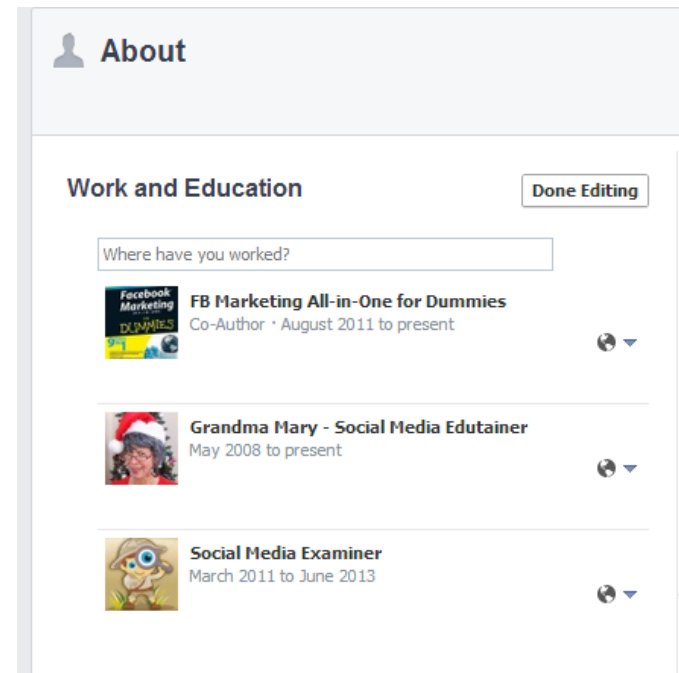 About
Work and Education
Done Editing
Where have you worked?
Facebook
Marketing
DUMMIES
FB Marketing All-in-One for Dummies
Co-Author · August 2011 to present
Grandma Mary - Social Media Edutainer
May 2008 to present
Social Media Examiner
March 2011 to June 2013